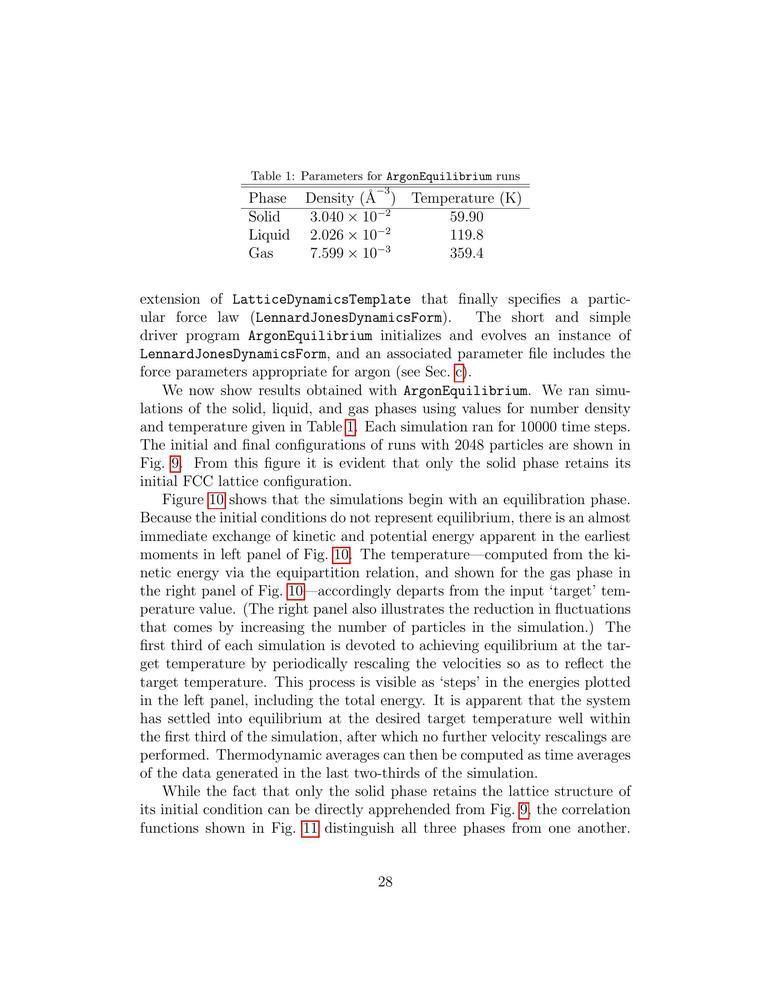 Table 1: Parameters for ArgonEquilibrium runs
Phase Density (Å⁻³) Temperature (K)
Solid 3.040 × 10⁻² 59.90
Liquid 2.026 × 10⁻² 119.8
Gas 7.599 × 10⁻³ 359.4
extension of LatticeDynamicsTemplate that finally specifies a partic-
ular force law (LennardJonesDynamicsForm). The short and simple
driver program ArgonEquilibrium initializes and evolves an instance of
LennardJonesDynamicsForm, and an associated parameter file includes the
force parameters appropriate for argon (see Sec. c).
We now show results obtained with ArgonEquilibrium. We ran simu-
lations of the solid, liquid, and gas phases using values for number density
and temperature given in Table 1. Each simulation ran for 10000 time steps.
The initial and final configurations of runs with 2048 particles are shown in
Fig. 9. From this figure it is evident that only the solid phase retains its
initial FCC lattice configuration.
Figure 10 shows that the simulations begin with an equilibration phase.
Because the initial conditions do not represent equilibrium, there is an almost
immediate exchange of kinetic and potential energy apparent in the earliest
moments in left panel of Fig. 10. The temperature—computed from the ki-
netic energy via the equipartition relation, and shown for the gas phase in
the right panel of Fig. 10—accordingly departs from the input ‘target’ tem-
perature value. (The right panel also illustrates the reduction in fluctuations
that comes by increasing the number of particles in the simulation.) The
first third of each simulation is devoted to achieving equilibrium at the tar-
get temperature by periodically rescaling the velocities so as to reflect the
target temperature. This process is visible as ‘steps’ in the energies plotted
in the left panel, including the total energy. It is apparent that the system
has settled into equilibrium at the desired target temperature well within
the first third of the simulation, after which no further velocity rescalings are
performed. Thermodynamic averages can then be computed as time averages
of the data generated in the last two-thirds of the simulation.
While the fact that only the solid phase retains the lattice structure of
its initial condition can be directly apprehended from Fig. 9, the correlation
functions shown in Fig. 11 distinguish all three phases from one another.
28